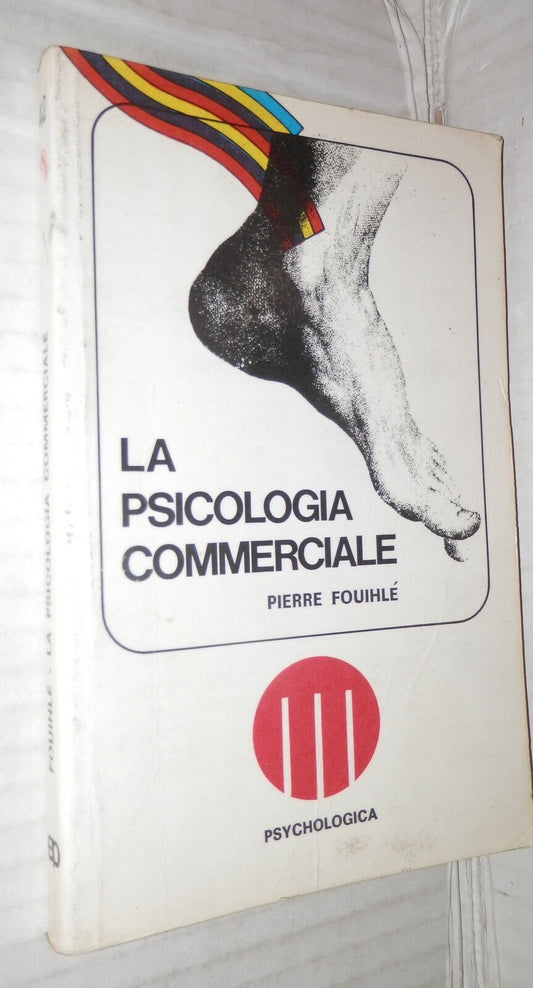 LA
PSICOLOGIA
COMMERCIALE
PIERRE FOUIHLÉ
PSYCHOLOGICA
FOUIHLÉ - LA PSICOLOGIA COMMERCIALE